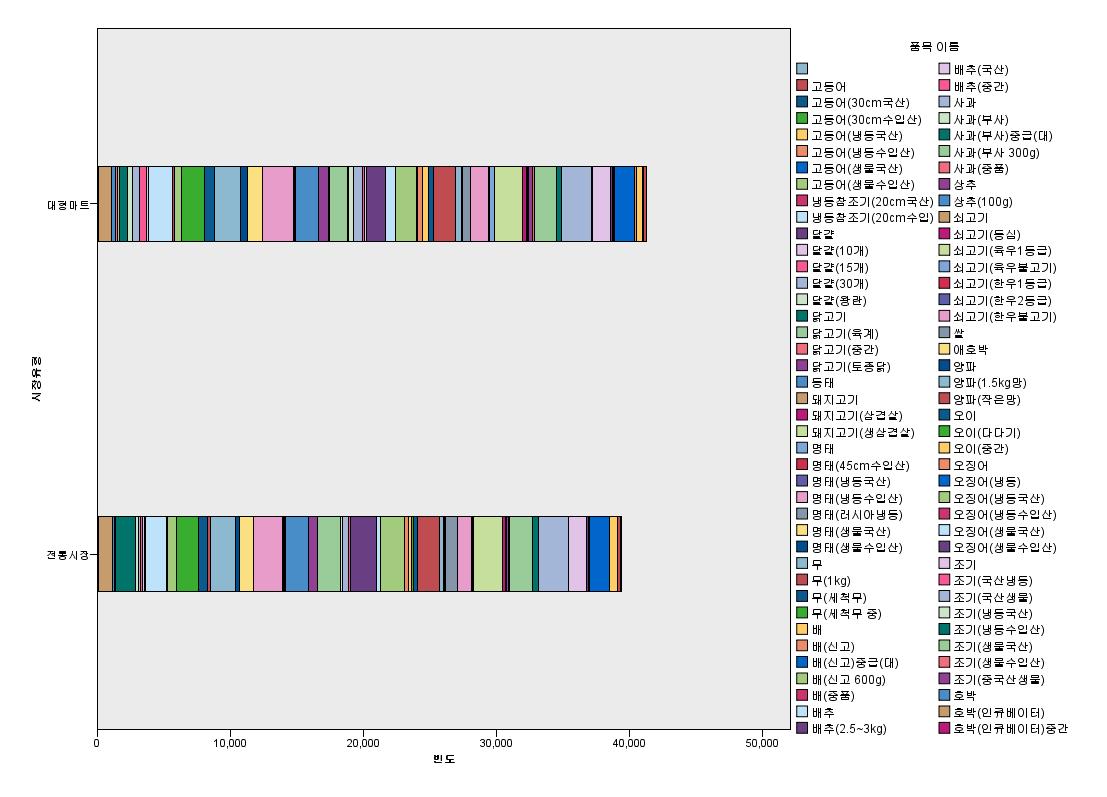 품목 이름
고등어
고등어(30cm국산)
고등어(30cm수입산)
고등어(냉동국산)
고등어(냉동수입산)
고등어(생물국산)
고등어(생물수입산)
냉동참조기(20cm국산)
냉동참조기(20cm수입)
달걀
달걀(10개)
달걀(15개)
달걀(30개)
달걀(왕란)
닭고기
닭고기(육계)
닭고기(중간)
닭고기(토종닭)
동태
돼지고기
돼지고기(삼겹살)
돼지고기(생삼겹살)
명태
명태(45cm수입산)
명태(냉동국산)
명태(냉동수입산)
명태(러시아냉동)
명태(생물국산)
명태(생물수입산)
무
무(1kg)
무(세척무)
무(세척무 중)
배
배(신고)
배(신고)중급(대)
배(신고 600g)
배(중품)
배추
배추(2.5~3kg)
배추(국산)
배추(중간)
사과
사과(부사)
사과(부사)중급(대)
사과(부사 300g)
사과(중품)
상추
상추(100g)
쇠고기
쇠고기(등심)
쇠고기(육우1등급)
쇠고기(육우불고기)
쇠고기(한우1등급)
쇠고기(한우2등급)
쇠고기(한우불고기)
쌀
애호박
양파
양파(1.5kg망)
양파(작은망)
오이
오이(다다기)
오이(중간)
오징어
오징어(냉동)
오징어(냉동국산)
오징어(냉동수입산)
오징어(생물국산)
오징어(생물수입산)
조기
조기(국산냉동)
조기(국산생물)
조기(냉동국산)
조기(냉동수입산)
조기(생물국산)
조기(생물수입산)
조기(중국산생물)
호박
호박(인큐베이터)
호박(인큐베이터)중간
대형마트
시장유형
전통시장
0
10,000
20,000
30,000
40,000
50,000
빈도